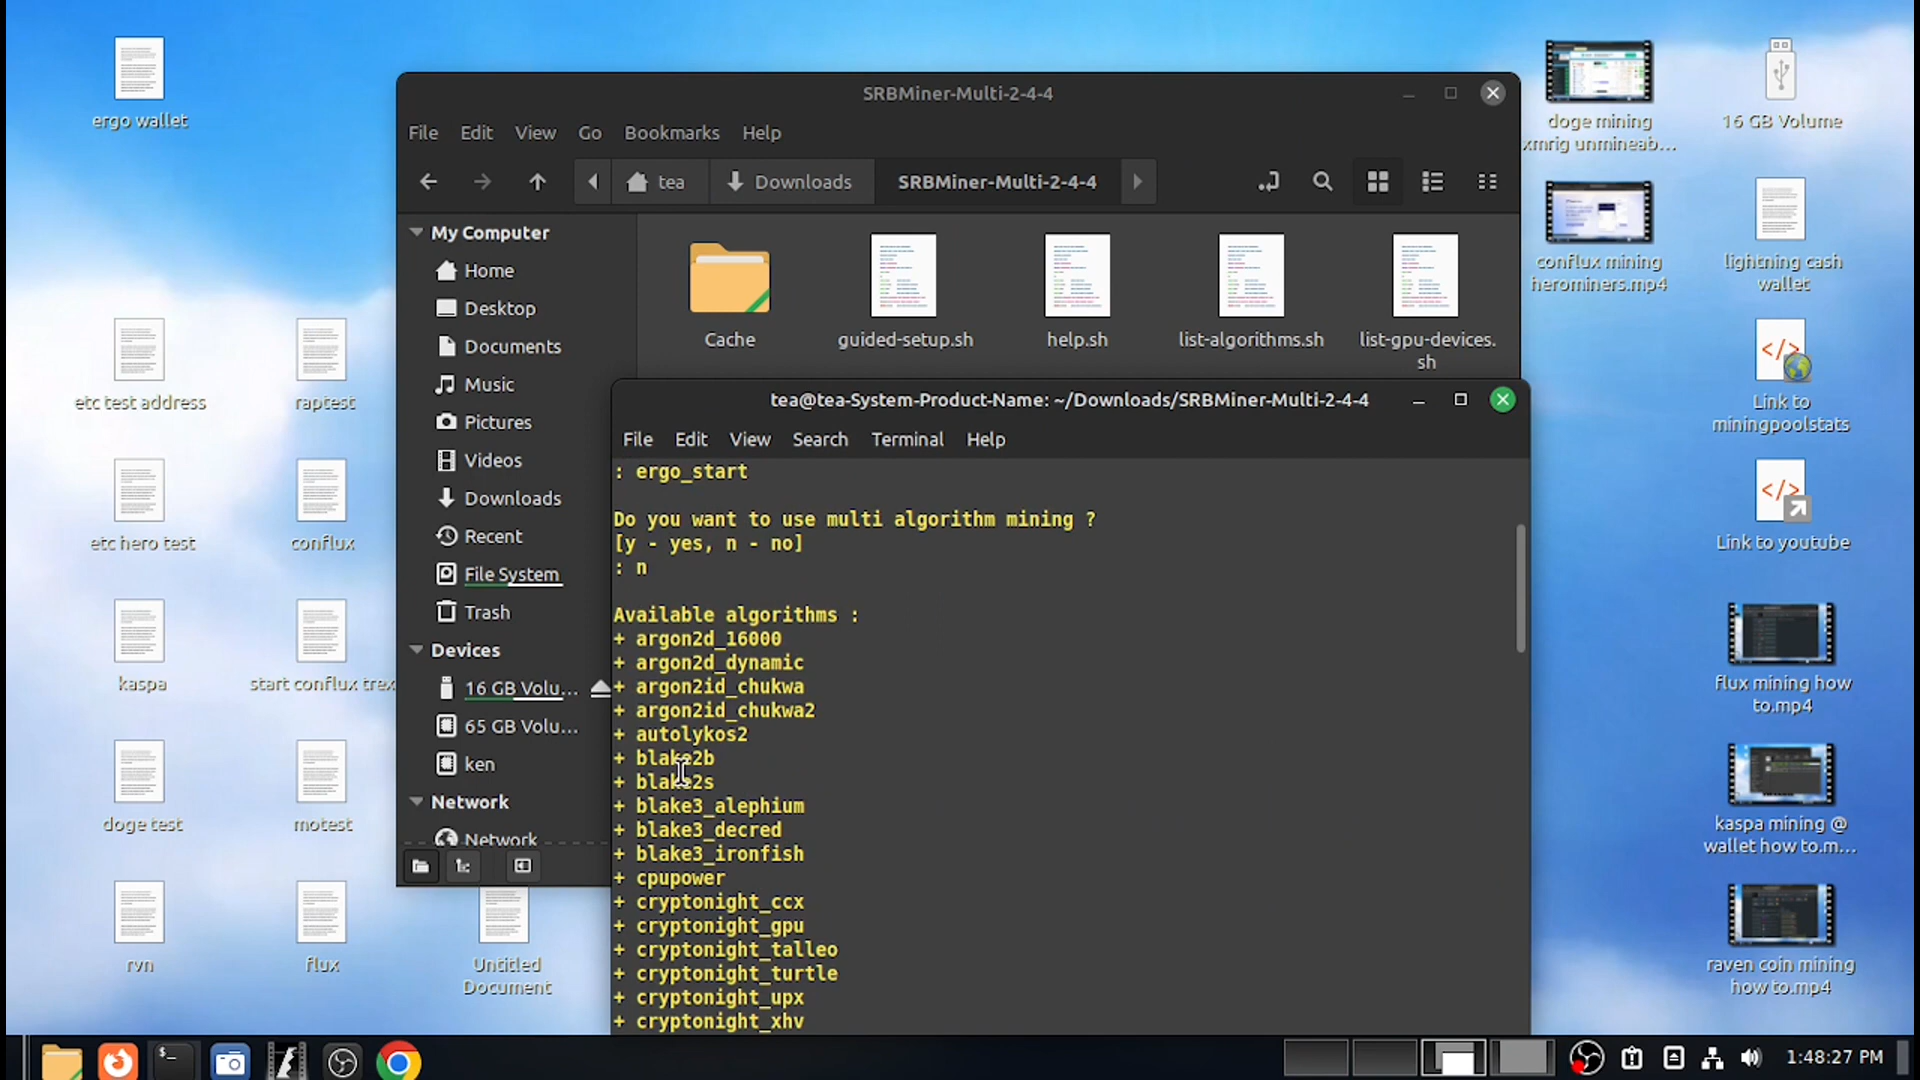 ergo wallet
etc test address
raptest
etc hero test
conflux
kaspa
start conflux trex
doge test
motest
rvn
flux
Untitled
Document
SRBMiner-Multi-2-4-4
File Edit View Go Bookmarks Help
tea Downloads SRBMiner-Multi-2-4-4
My Computer
Home
Desktop
Documents
Music
Pictures
Videos
Downloads
Recent
File System
Trash
Devices
16 GB Volu...
65 GB Volu...
ken
Network
Network
Cache
guided-setup.sh
help.sh
list-algorithms.sh
list-gpu-devices.
sh
tea@tea-System-Product-Name: ~/Downloads/SRBMiner-Multi-2-4-4
File Edit View Search Terminal Help
: ergo_start
Do you want to use multi algorithm mining ?
[y - yes, n - no]
: n
Available algorithms :
+ argon2d_16000
+ argon2d_dynamic
+ argon2id_chukwa
+ argon2id_chukwa2
+ autolykos2
+ blake2b
+ blake2s
+ blake3_alephium
+ blake3_decred
+ blake3_ironfish
+ cpupower
+ cryptonight_ccx
+ cryptonight_gpu
+ cryptonight_talleo
+ cryptonight_turtle
+ cryptonight_upx
+ cryptonight_xhv
doge mining
xmrig unmineab...
conflux mining
herominers.mp4
16 GB Volume
lightning cash
wallet
Link to
miningpoolstats
Link to youtube
flux mining how
to.mp4
kaspa mining @
wallet how to.m...
raven coin mining
how to.mp4
1:48:27 PM